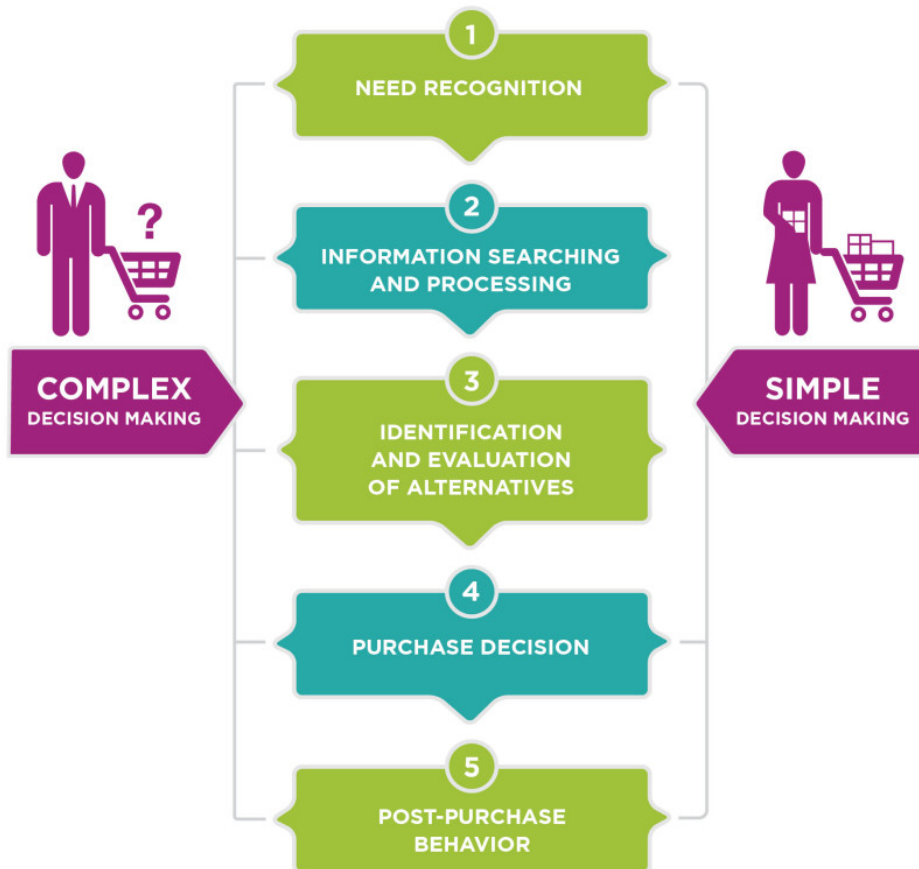 1
NEED RECOGNITION
2
INFORMATION SEARCHING
AND PROCESSING
?
COMPLEX
DECISION MAKING
3
IDENTIFICATION
AND EVALUATION
OF ALTERNATIVES
SIMPLE
DECISION MAKING
4
PURCHASE DECISION
5
POST-PURCHASE
BEHAVIOR